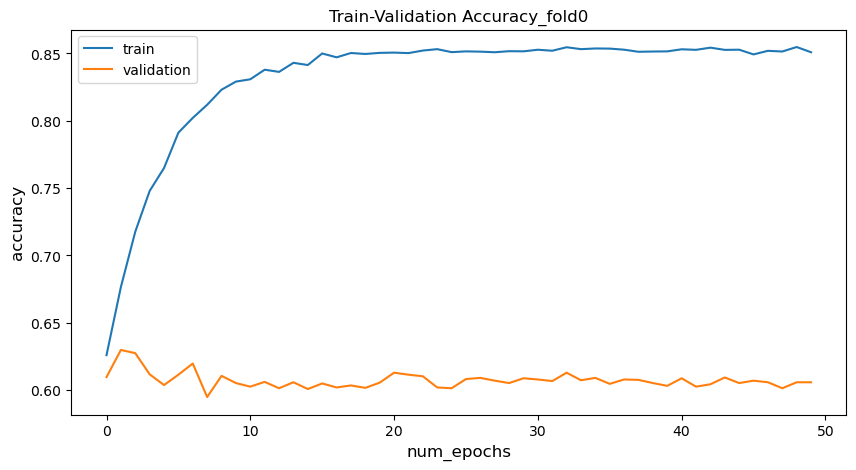 Train-Validation Accuracy_fold0
train
validation
accuracy
0.85
0.80
0.75
0.70
0.65
0.60
0 10 20 30 40 50
num_epochs